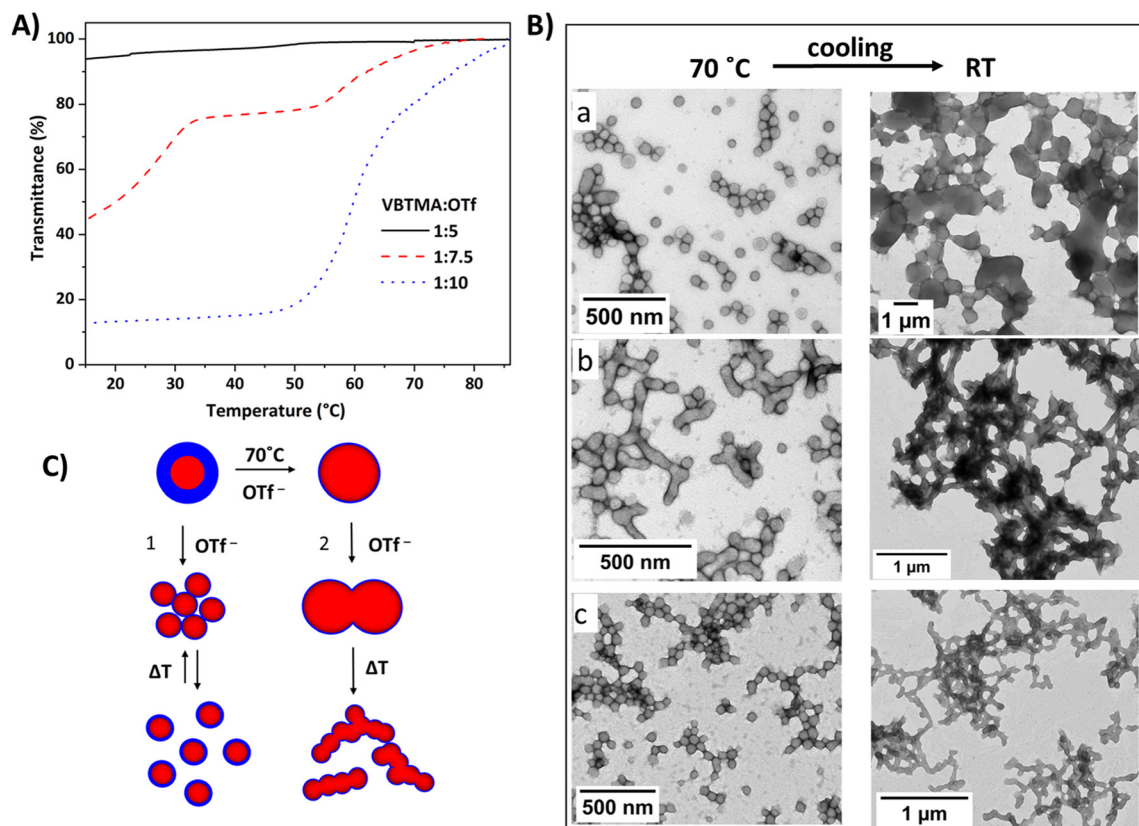 A)
100
80
60
40
20
0
Transmittance (%)
20 30 40 50 60 70 80
Temperature (°C)
VBTMA:OTf
1:5
1:7.5
1:10
B)
cooling
70 ˚C
RT
a
500 nm
1 µm
b
500 nm
1 µm
c
500 nm
1 µm
C)
70˚C
OTf⁻
1 OTf⁻
2 OTf⁻
ΔT
ΔT